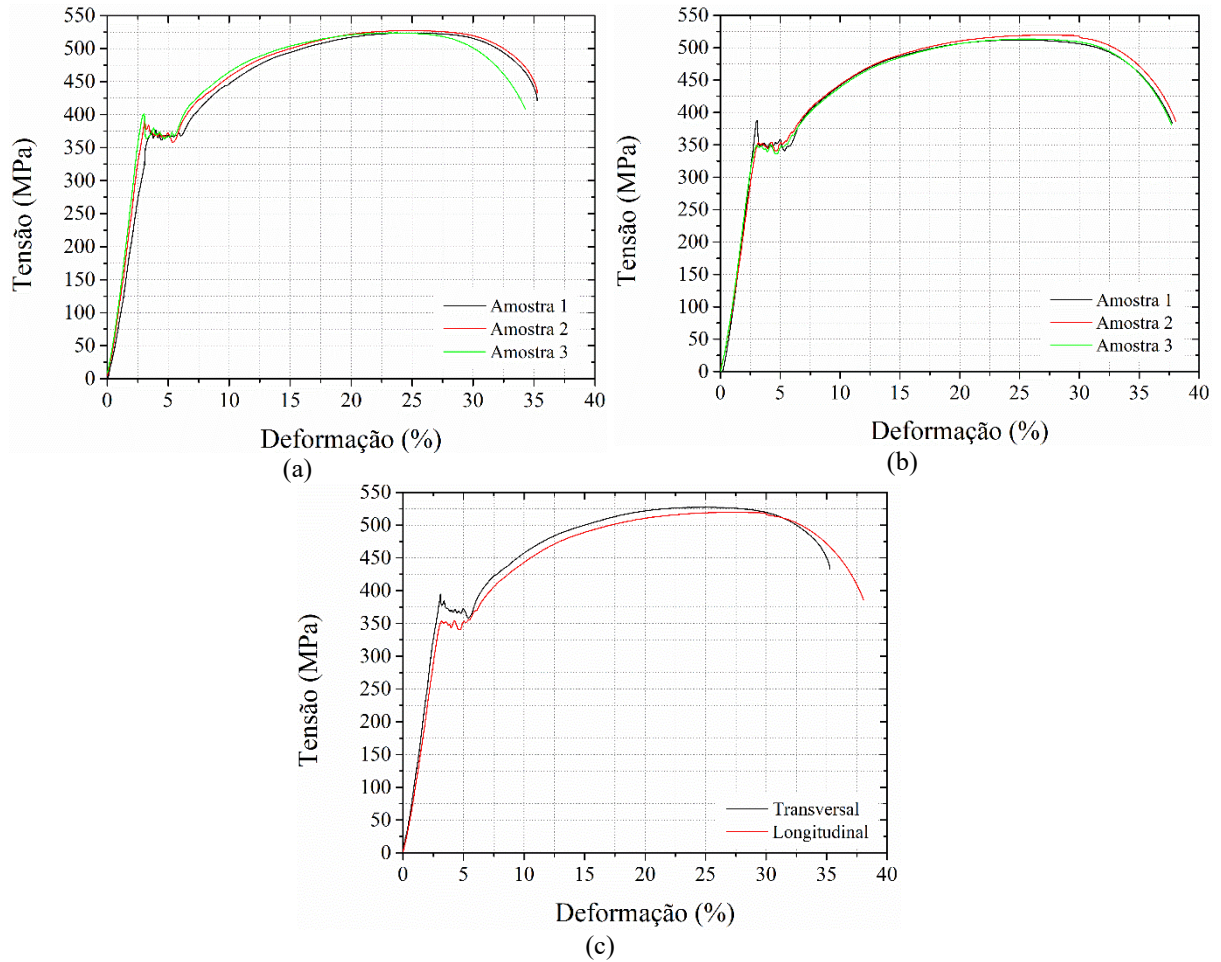 550
500
450
400
350
300
250
200
150
100
50
0
Tensão (MPa)
Amostra 1
Amostra 2
Amostra 3
0 5 10 15 20 25 30 35 40
Deformação (%)
(a)
550
500
450
400
350
300
250
200
150
100
50
0
Tensão (MPa)
Amostra 1
Amostra 2
Amostra 3
0 5 10 15 20 25 30 35 40
Deformação (%)
(b)
550
500
450
400
350
300
250
200
150
100
50
0
Tensão (MPa)
Transversal
Longitudinal
0 5 10 15 20 25 30 35 40
Deformação (%)
(c)